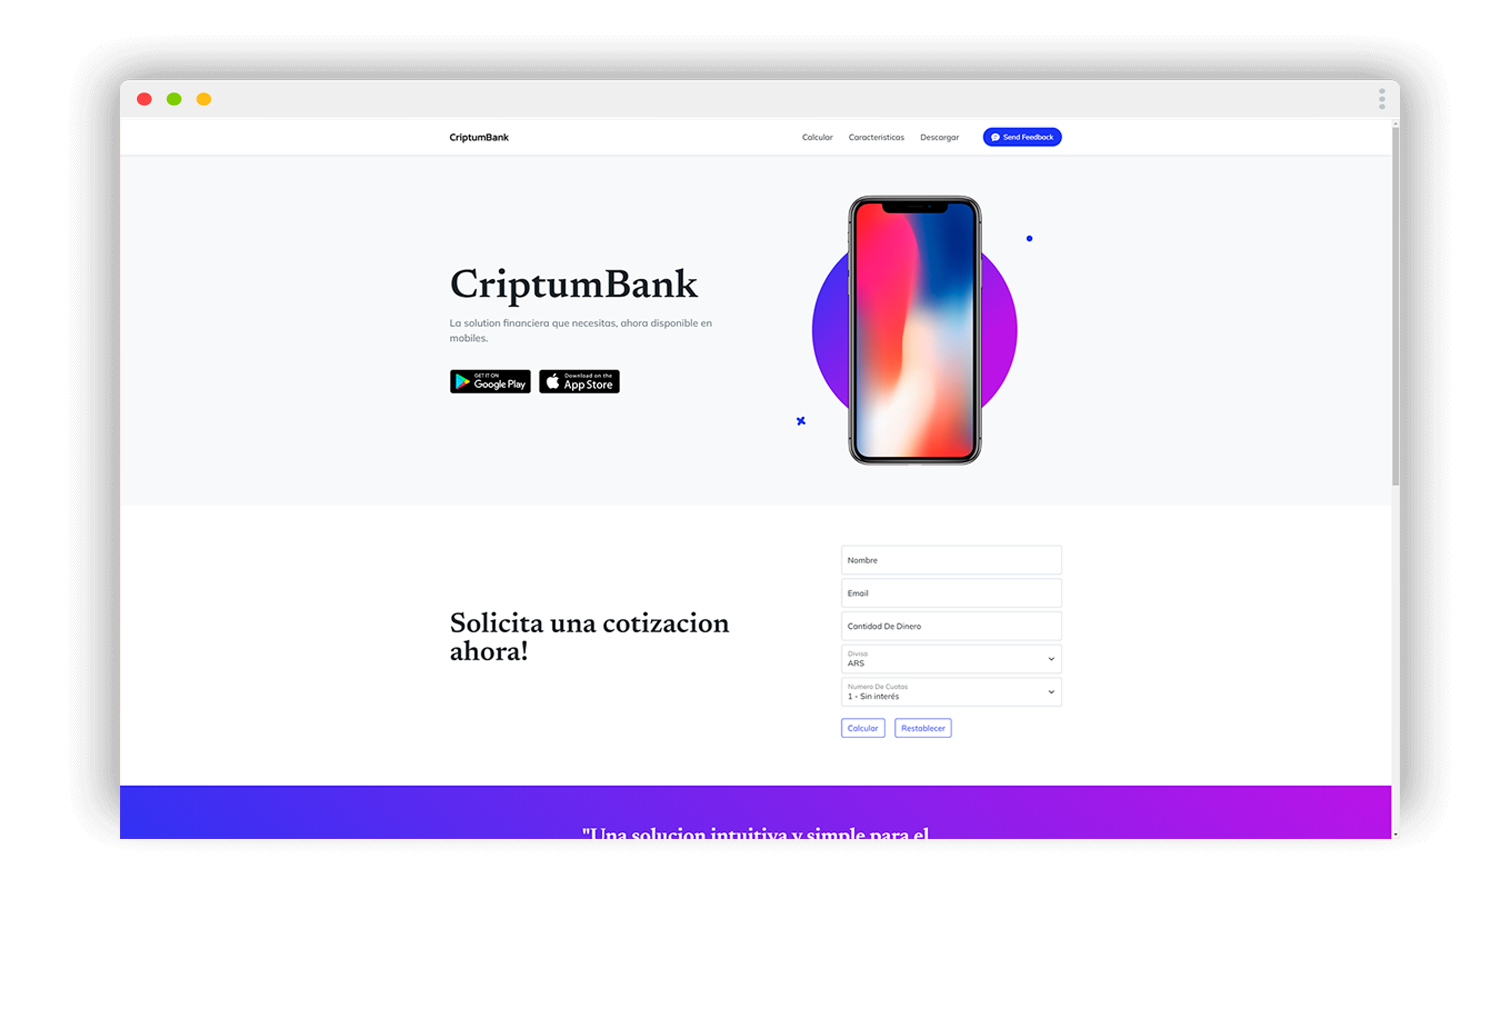 CriptumBank
Calcular
Caracteristicas
Descargar
Send Feedback
CriptumBank
La solution financiera que necesitas, ahora disponible en
mobiles.
GET IT ON
Google Play
Download on the
App Store
Solicita una cotizacion
ahora!
Nombre
Email
Cantidad De Dinero
Divisa
ARS
Numero De Cuotas
1 - Sin interés
Calcular
Restablecer
"Una solucion intuitiva y simple para el